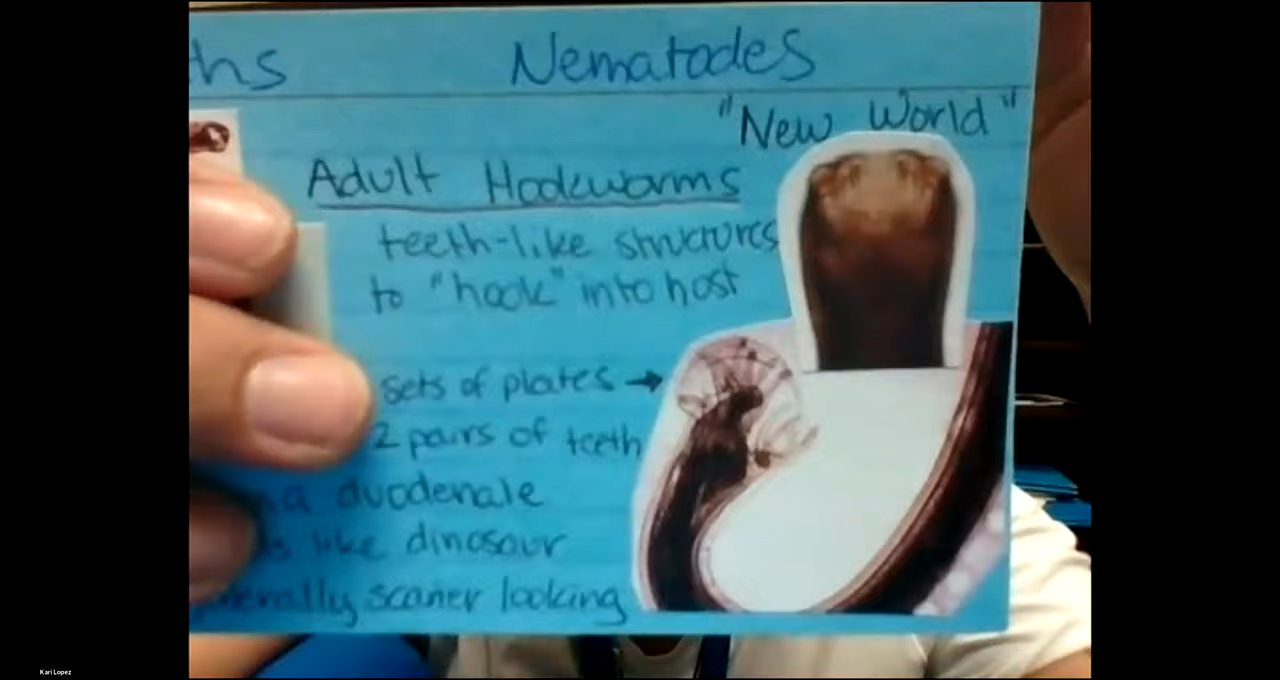 ths Nematodes
"New World"
Adult Hookworms
teeth-like structures
to "hook" into host
sets of plates →
2 pairs of teeth
a duodenale
like dinosaur
scarier looking
Kari Lopez